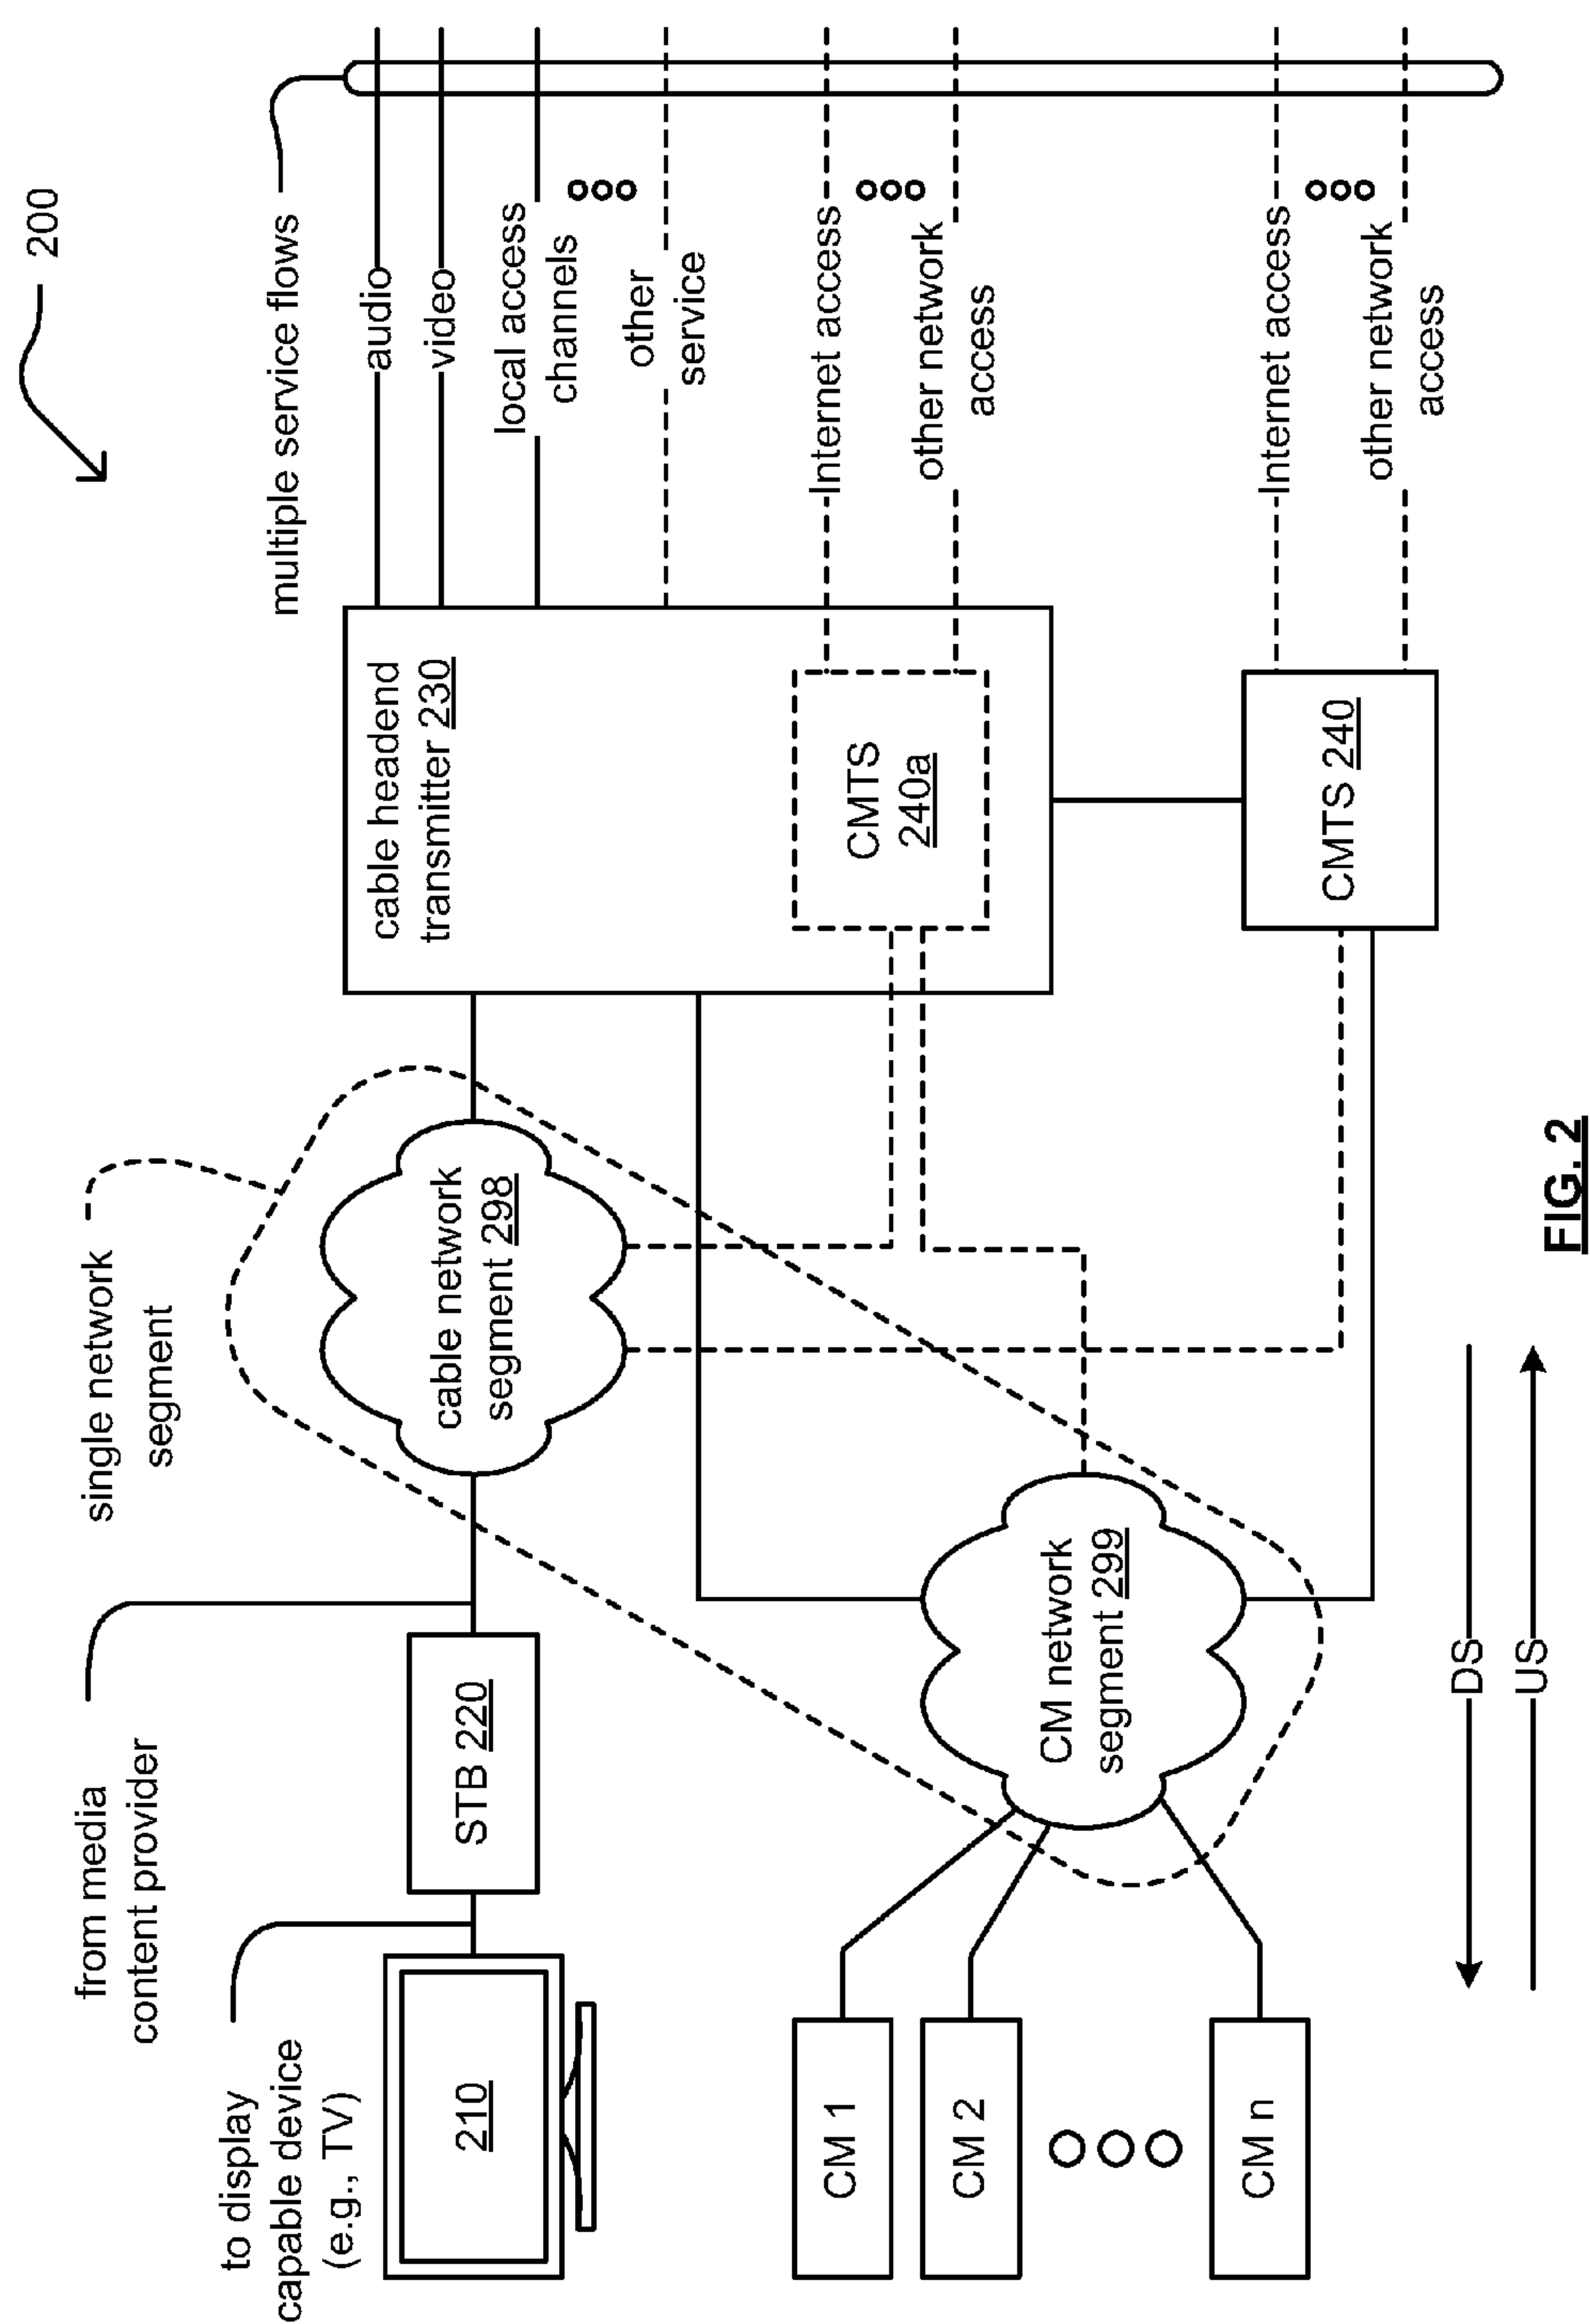 200
multiple service flows
audio
video
local access
channels
other
service
Internet access
other network
access
Internet access
other network
access
cable headend
transmitter 230
CMTS
240a
CMTS 240
single network
segment
cable network
segment 298
CM network
segment 299
from media
content provider
STB 220
to display
capable device
(e.g., TV)
210
CM 1
CM 2
CM n
DS
US
FIG. 2